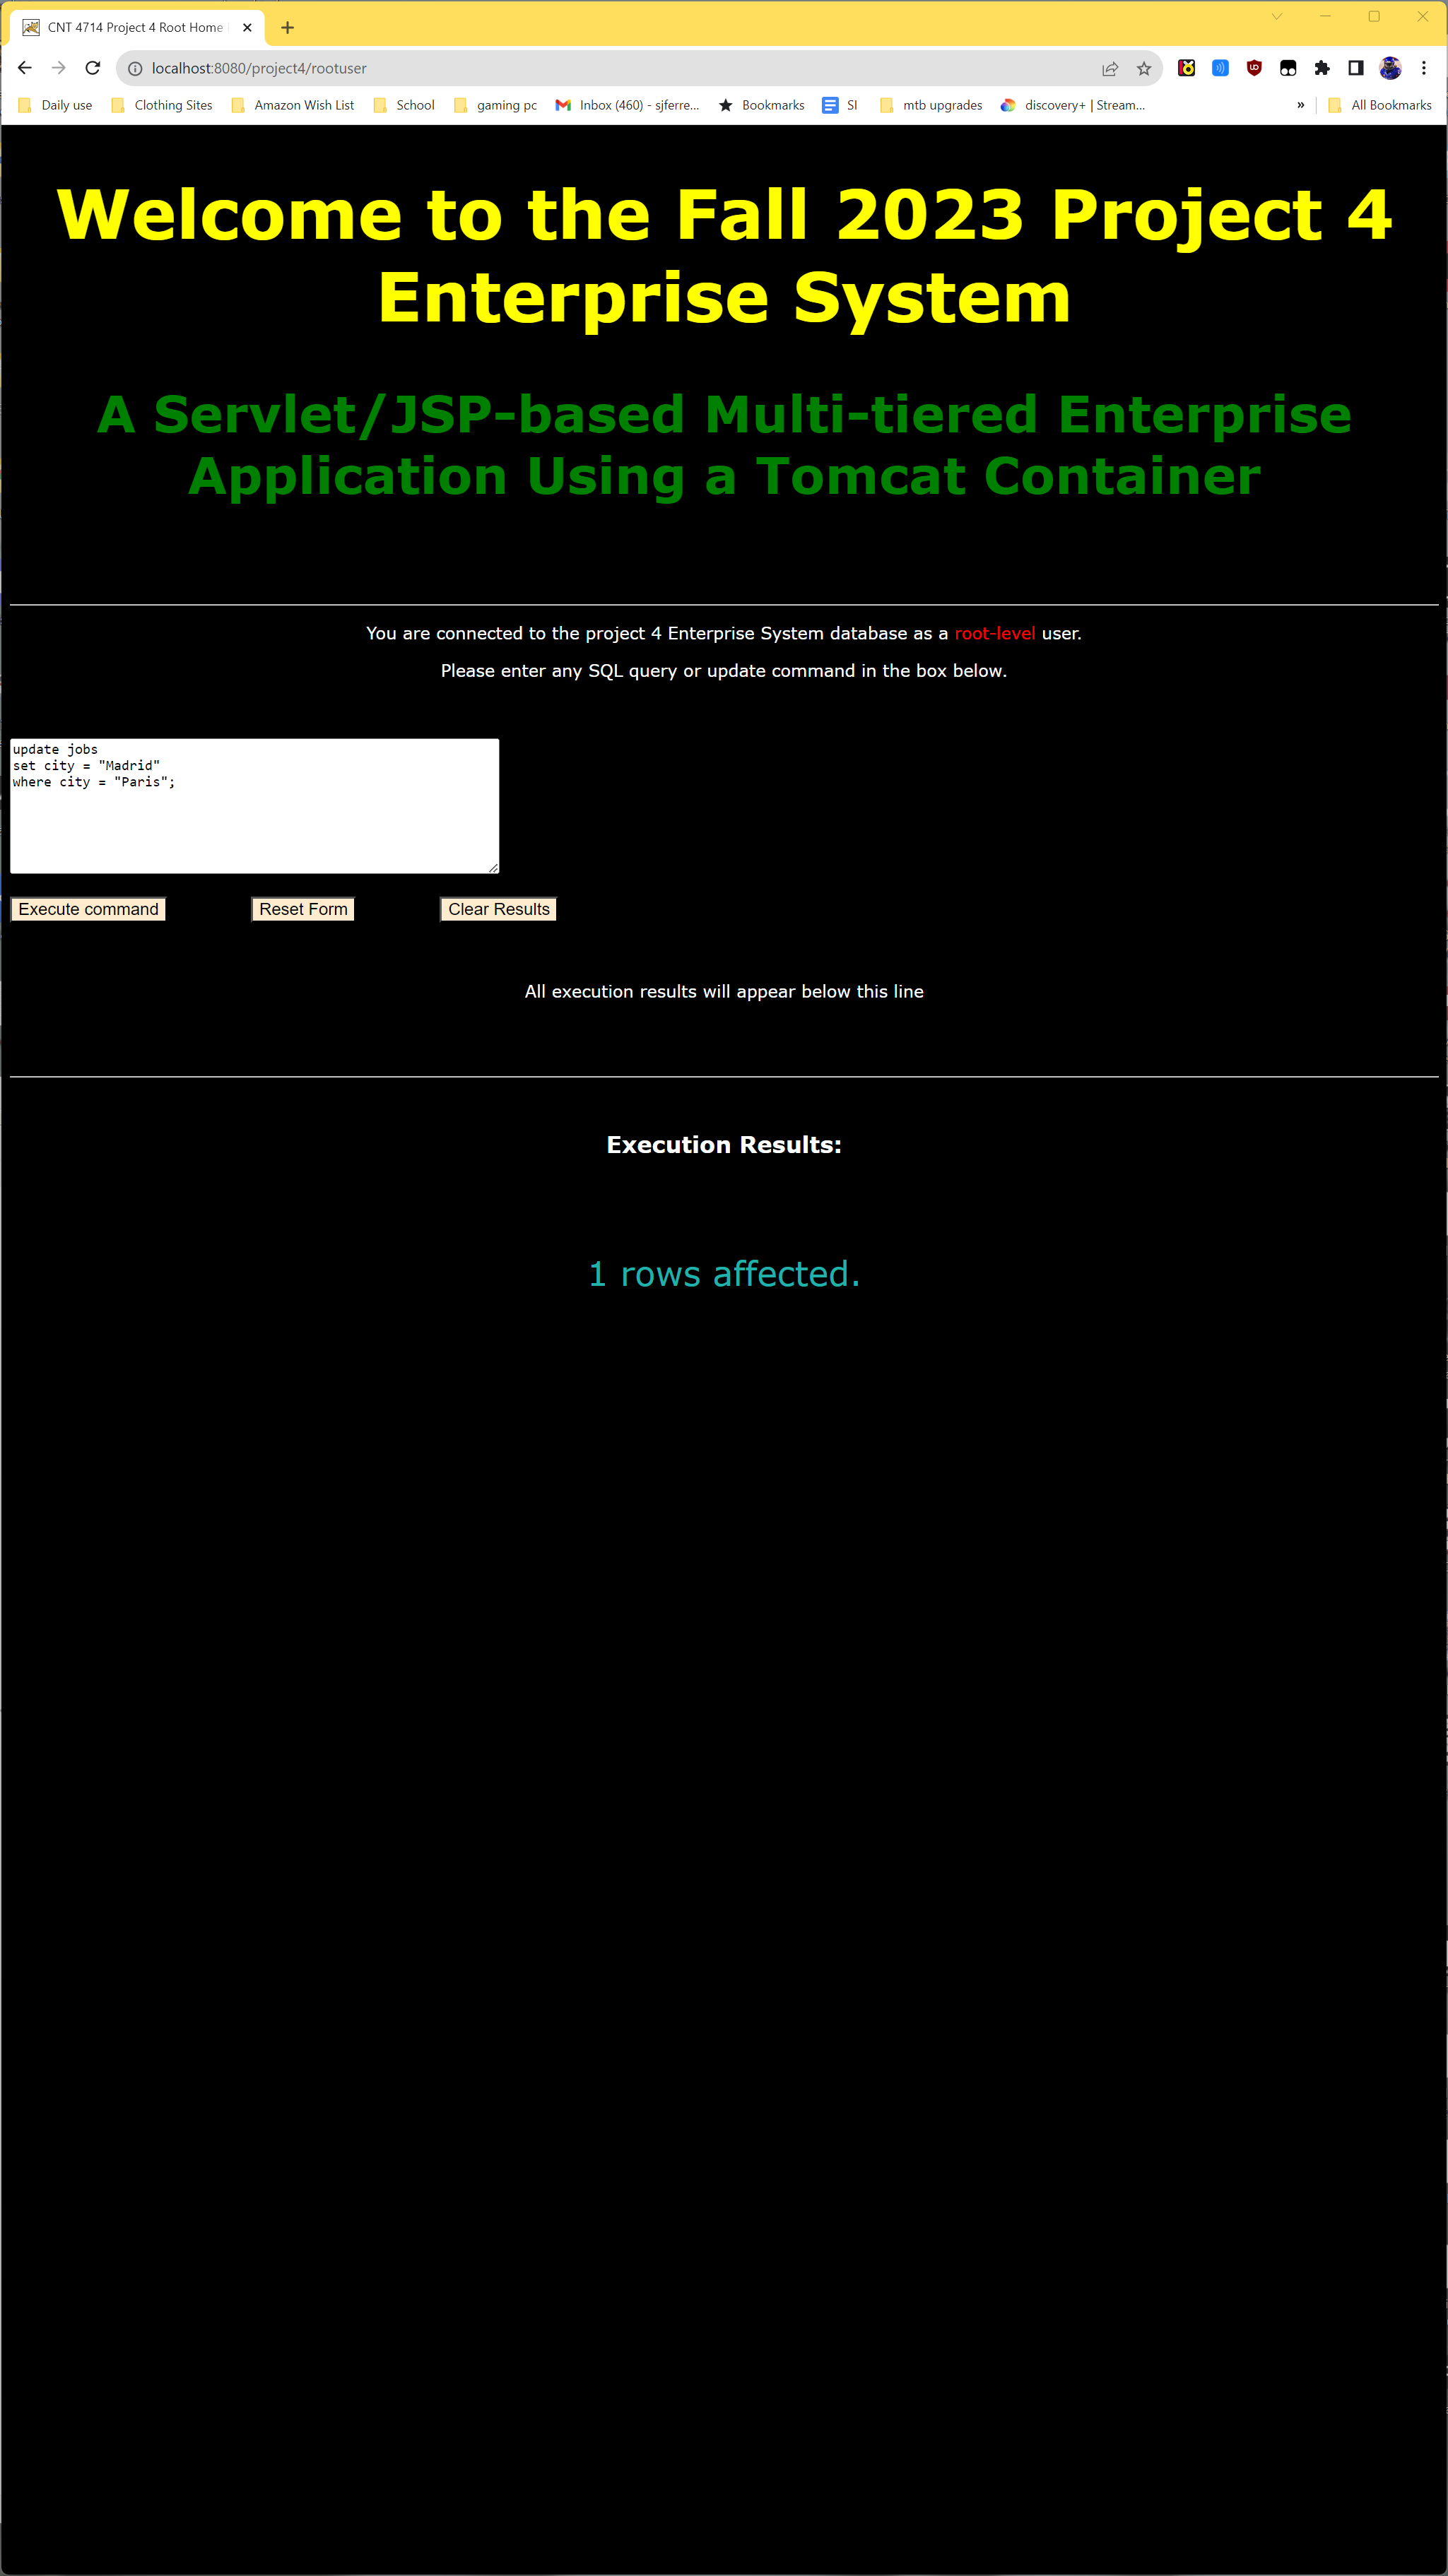 CNT 4714 Project 4 Root Home
localhost:8080/project4/rootuser
Daily use Clothing Sites Amazon Wish List School gaming pc Inbox (460) - sjferre... Bookmarks SI mtb upgrades discovery+ | Stream... » All Bookmarks
Welcome to the Fall 2023 Project 4
Enterprise System
A Servlet/JSP-based Multi-tiered Enterprise
Application Using a Tomcat Container
You are connected to the project 4 Enterprise System database as a root-level user.
Please enter any SQL query or update command in the box below.
update jobs
set city = "Madrid"
where city = "Paris";
Execute command Reset Form Clear Results
All execution results will appear below this line
Execution Results:
1 rows affected.